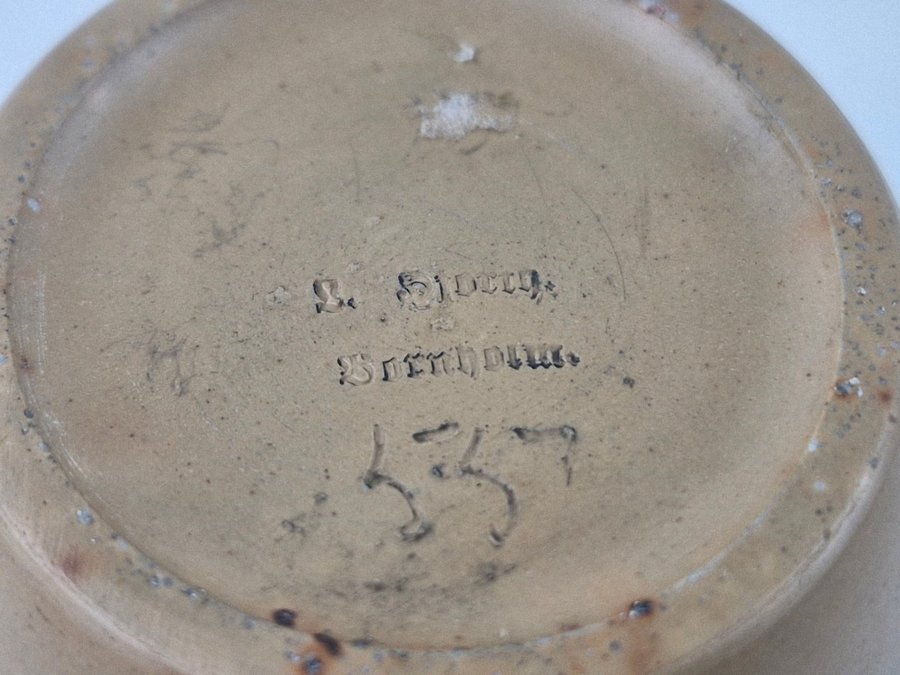 L. Hjorth.
Bornholm.
557